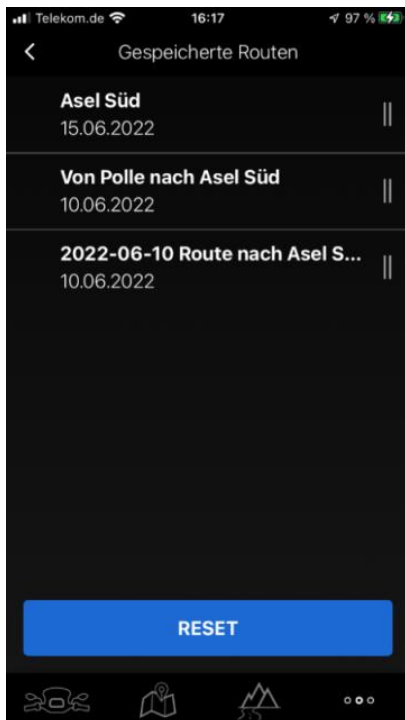 Telekom.de 16:17 97 %
Gespeicherte Routen
Asel Süd
15.06.2022
Von Polle nach Asel Süd
10.06.2022
2022-06-10 Route nach Asel S...
10.06.2022
RESET